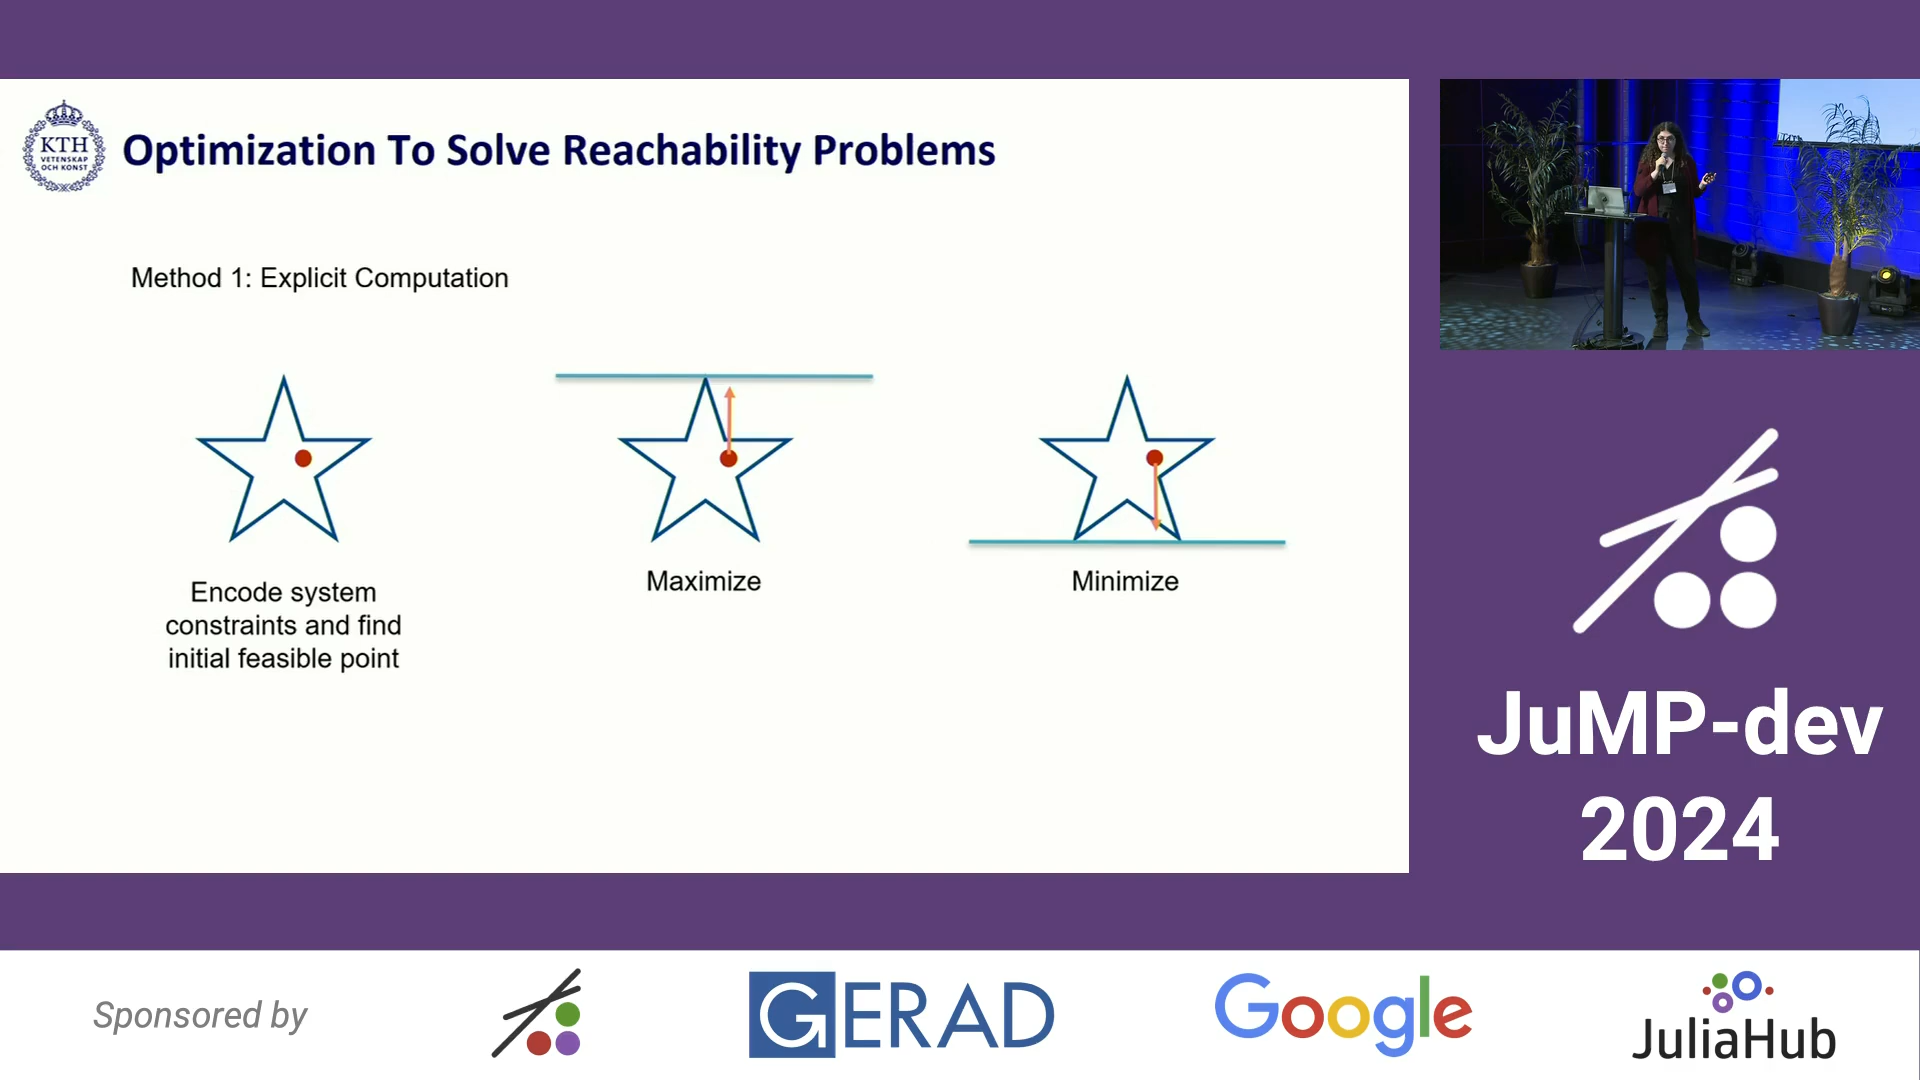 KTH
VETENSKAP
OCH KONST
Optimization To Solve Reachability Problems
Method 1: Explicit Computation
Encode system
constraints and find
initial feasible point
Maximize
Minimize
JuMP-dev
2024
Sponsored by
GERAD
Google
JuliaHub